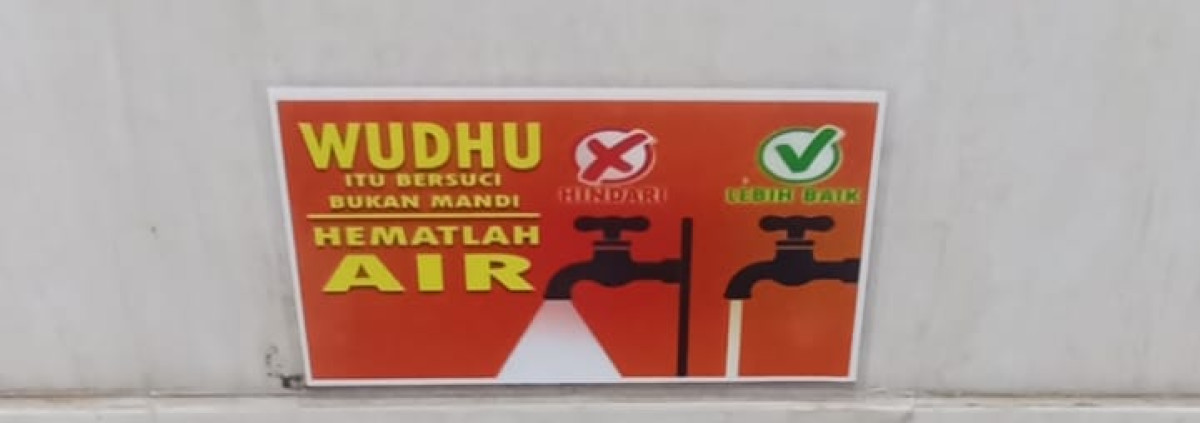 WUDHU
ITU BERSUCI
BUKAN MANDI
HEMATLAH
AIR
HINDARI
LEBIH BAIK